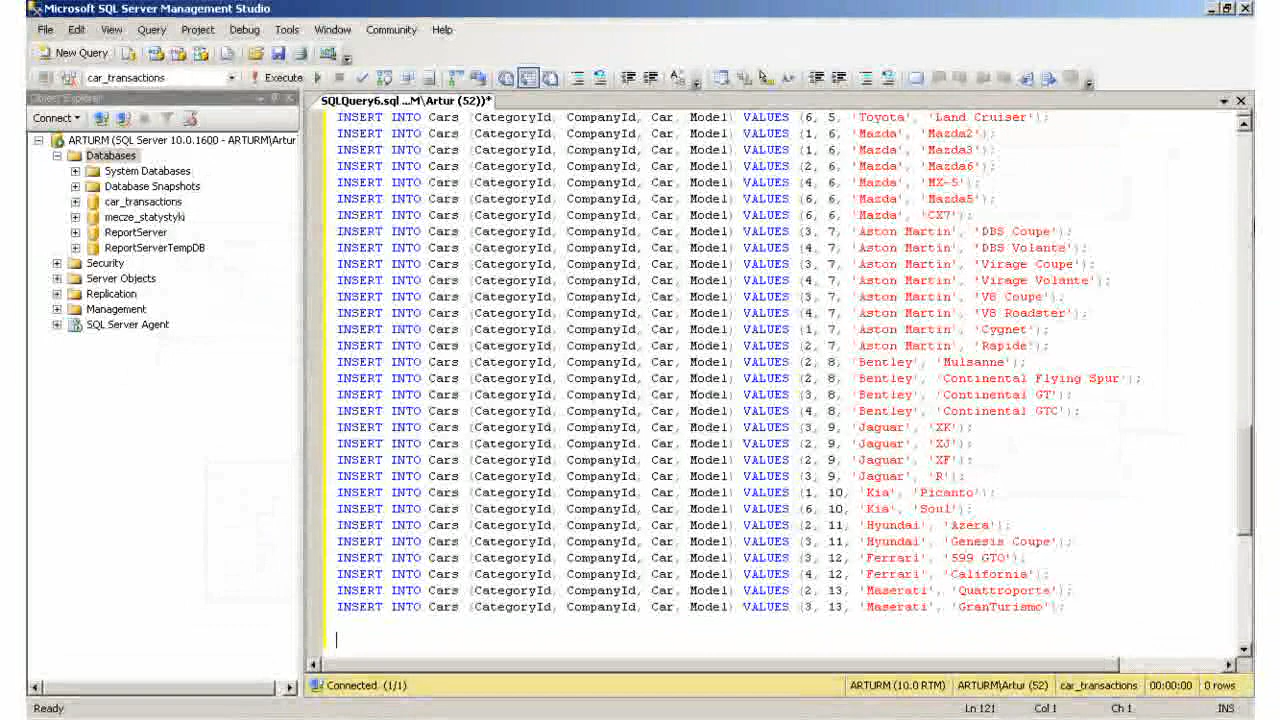 Microsoft SQL Server Management Studio
File Edit View Query Project Debug Tools Window Community Help
New Query
car_transactions Execute
Object Explorer
SQLQuery6.sql ...M\Artur (52))*
Connect
ARTURM (SQL Server 10.0.1600 - ARTURM\Artur
Databases
System Databases
Database Snapshots
car_transactions
mecze_statystyki
ReportServer
ReportServerTempDB
Security
Server Objects
Replication
Management
SQL Server Agent
INSERT INTO Cars (CategoryId, CompanyId, Car, Model) VALUES (6, 5, 'Toyota', 'Land Cruiser');
INSERT INTO Cars (CategoryId, CompanyId, Car, Model) VALUES (1, 6, 'Mazda', 'Mazda2');
INSERT INTO Cars (CategoryId, CompanyId, Car, Model) VALUES (1, 6, 'Mazda', 'Mazda3');
INSERT INTO Cars (CategoryId, CompanyId, Car, Model) VALUES (2, 6, 'Mazda', 'Mazda6');
INSERT INTO Cars (CategoryId, CompanyId, Car, Model) VALUES (4, 6, 'Mazda', 'MX-5');
INSERT INTO Cars (CategoryId, CompanyId, Car, Model) VALUES (6, 6, 'Mazda', 'Mazda5');
INSERT INTO Cars (CategoryId, CompanyId, Car, Model) VALUES (6, 6, 'Mazda', 'CX7');
INSERT INTO Cars (CategoryId, CompanyId, Car, Model) VALUES (3, 7, 'Aston Martin', 'DBS Coupe');
INSERT INTO Cars (CategoryId, CompanyId, Car, Model) VALUES (4, 7, 'Aston Martin', 'DBS Volante');
INSERT INTO Cars (CategoryId, CompanyId, Car, Model) VALUES (3, 7, 'Aston Martin', 'Virage Coupe');
INSERT INTO Cars (CategoryId, CompanyId, Car, Model) VALUES (4, 7, 'Aston Martin', 'Virage Volante');
INSERT INTO Cars (CategoryId, CompanyId, Car, Model) VALUES (3, 7, 'Aston Martin', 'V8 Coupe');
INSERT INTO Cars (CategoryId, CompanyId, Car, Model) VALUES (4, 7, 'Aston Martin', 'V8 Roadster');
INSERT INTO Cars (CategoryId, CompanyId, Car, Model) VALUES (1, 7, 'Aston Martin', 'Cygnet');
INSERT INTO Cars (CategoryId, CompanyId, Car, Model) VALUES (2, 7, 'Aston Martin', 'Rapide');
INSERT INTO Cars (CategoryId, CompanyId, Car, Model) VALUES (2, 8, 'Bentley', 'Mulsanne');
INSERT INTO Cars (CategoryId, CompanyId, Car, Model) VALUES (2, 8, 'Bentley', 'Continental Flying Spur');
INSERT INTO Cars (CategoryId, CompanyId, Car, Model) VALUES (3, 8, 'Bentley', 'Continental GT');
INSERT INTO Cars (CategoryId, CompanyId, Car, Model) VALUES (4, 8, 'Bentley', 'Continental GTC');
INSERT INTO Cars (CategoryId, CompanyId, Car, Model) VALUES (3, 9, 'Jaguar', 'XK');
INSERT INTO Cars (CategoryId, CompanyId, Car, Model) VALUES (2, 9, 'Jaguar', 'XJ');
INSERT INTO Cars (CategoryId, CompanyId, Car, Model) VALUES (2, 9, 'Jaguar', 'XF');
INSERT INTO Cars (CategoryId, CompanyId, Car, Model) VALUES (3, 9, 'Jaguar', 'R');
INSERT INTO Cars (CategoryId, CompanyId, Car, Model) VALUES (1, 10, 'Kia', 'Picanto');
INSERT INTO Cars (CategoryId, CompanyId, Car, Model) VALUES (6, 10, 'Kia', 'Soul');
INSERT INTO Cars (CategoryId, CompanyId, Car, Model) VALUES (2, 11, 'Hyundai', 'Azera');
INSERT INTO Cars (CategoryId, CompanyId, Car, Model) VALUES (3, 11, 'Hyundai', 'Genesis Coupe');
INSERT INTO Cars (CategoryId, CompanyId, Car, Model) VALUES (3, 12, 'Ferrari', '599 GTO');
INSERT INTO Cars (CategoryId, CompanyId, Car, Model) VALUES (4, 12, 'Ferrari', 'California');
INSERT INTO Cars (CategoryId, CompanyId, Car, Model) VALUES (2, 13, 'Maserati', 'Quattroporte');
INSERT INTO Cars (CategoryId, CompanyId, Car, Model) VALUES (3, 13, 'Maserati', 'GranTurismo');
Connected. (1/1) ARTURM (10.0 RTM) ARTURM\Artur (52) car_transactions 00:00:00 0 rows
Ready Ln 121 Col 1 Ch 1 INS